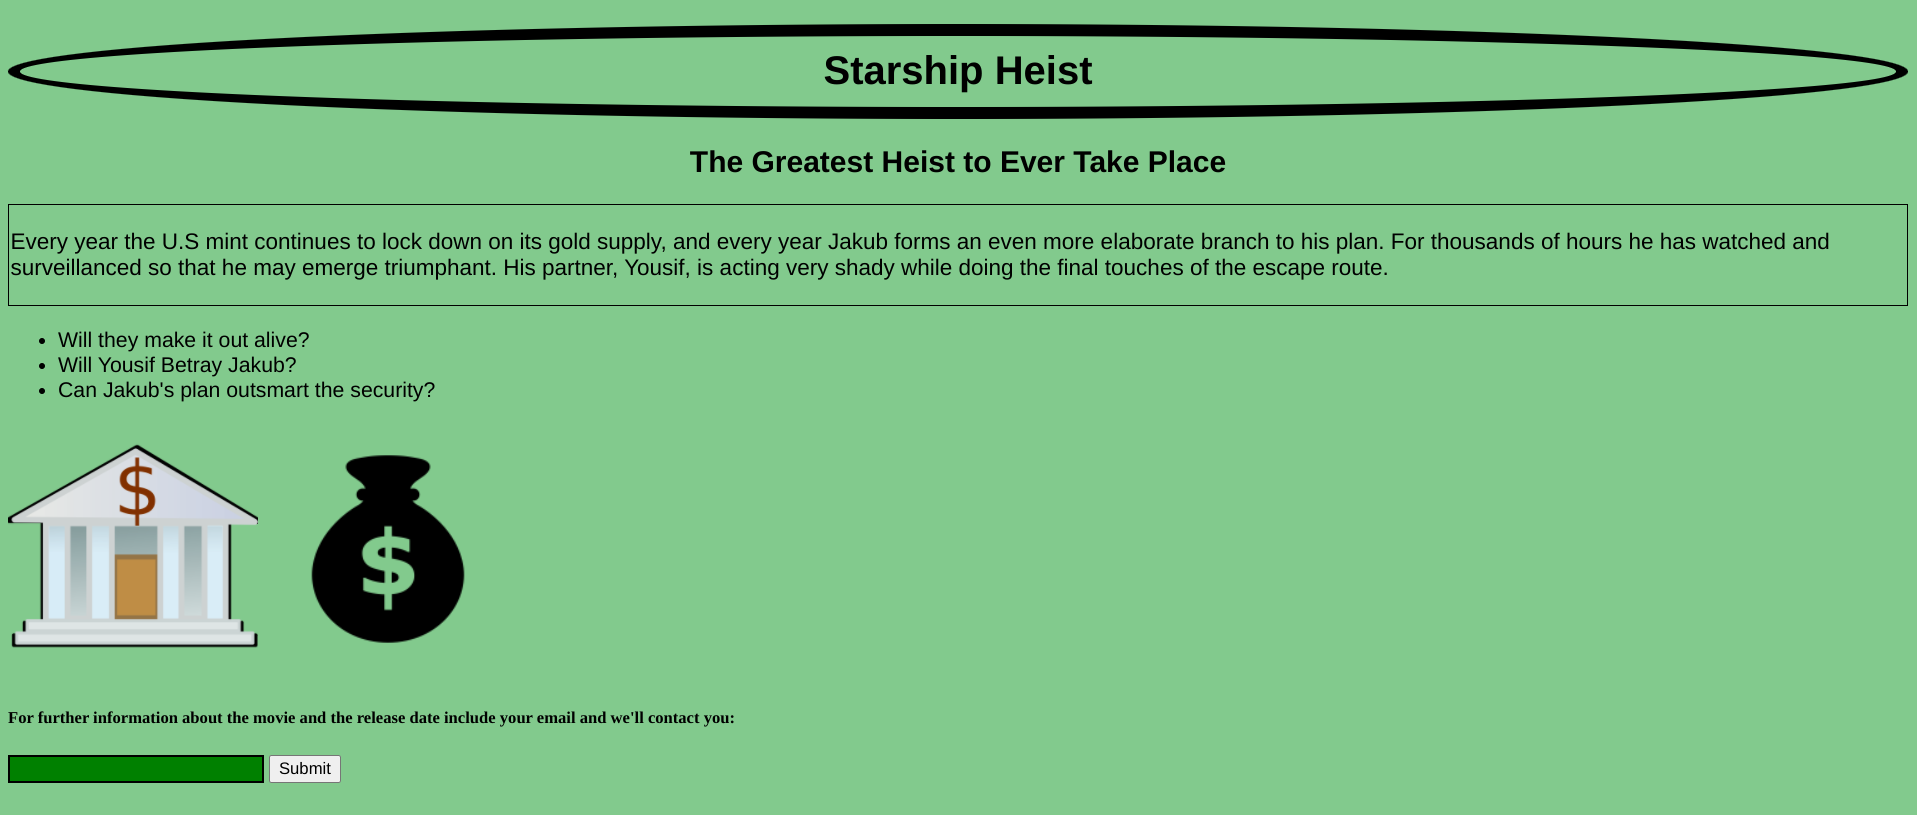 Starship Heist
The Greatest Heist to Ever Take Place
Every year the U.S mint continues to lock down on its gold supply, and every year Jakub forms an even more elaborate branch to his plan. For thousands of hours he has watched and
surveillanced so that he may emerge triumphant. His partner, Yousif, is acting very shady while doing the final touches of the escape route.
• Will they make it out alive?
• Will Yousif Betray Jakub?
• Can Jakub's plan outsmart the security?
$
$
For further information about the movie and the release date include your email and we'll contact you:
Submit